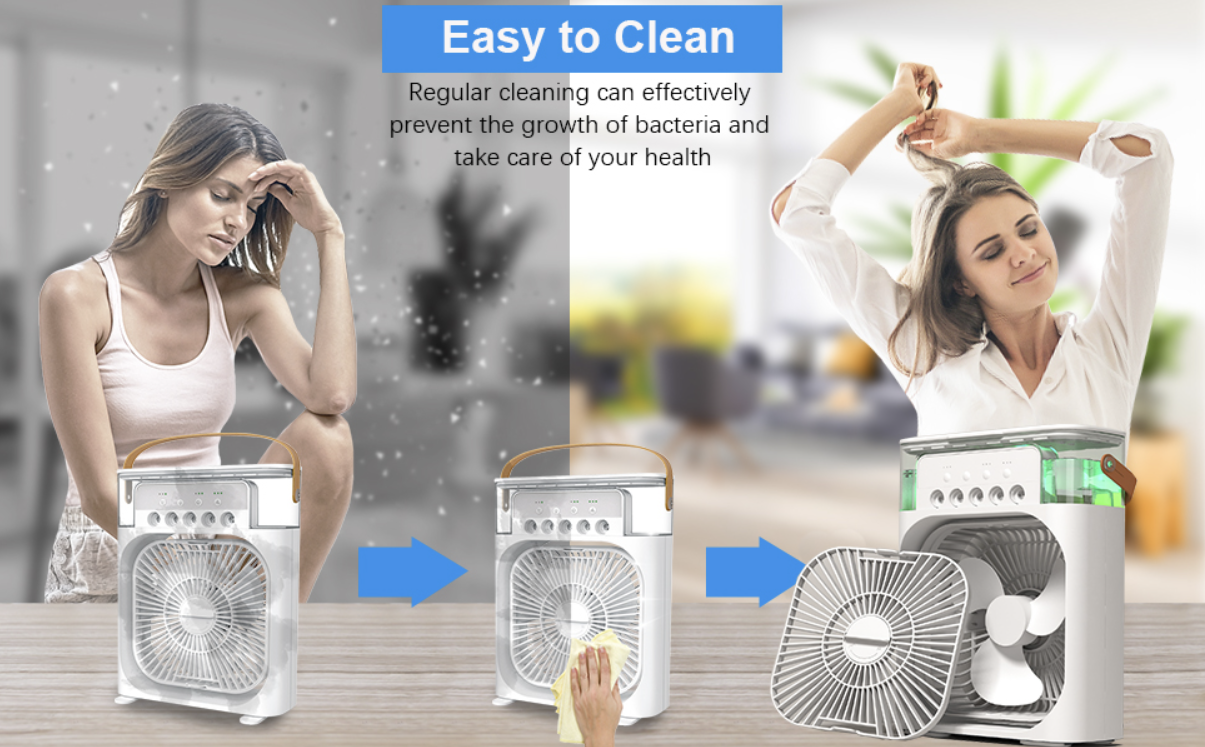 Easy to Clean
Regular cleaning can effectively
prevent the growth of bacteria and
take care of your health